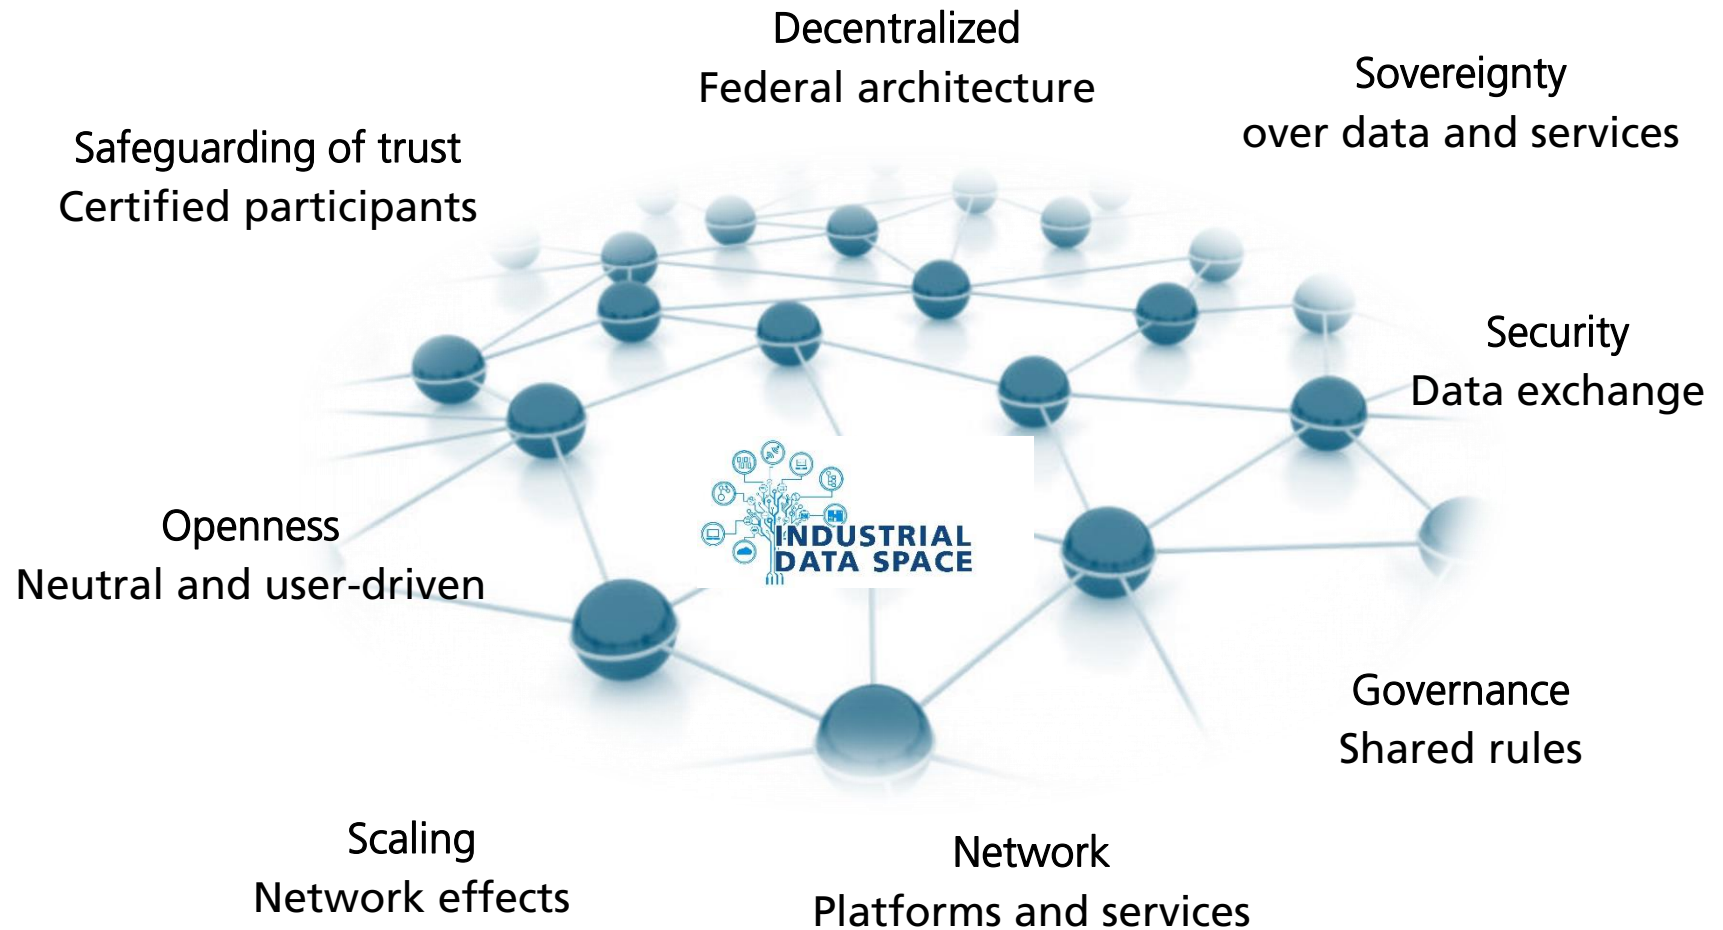 Decentralized
Federal architecture
Sovereignty
over data and services
Safeguarding of trust
Certified participants
Security
Data exchange
INDUSTRIAL
DATA SPACE
Openness
Neutral and user-driven
Governance
Shared rules
Scaling
Network effects
Network
Platforms and services